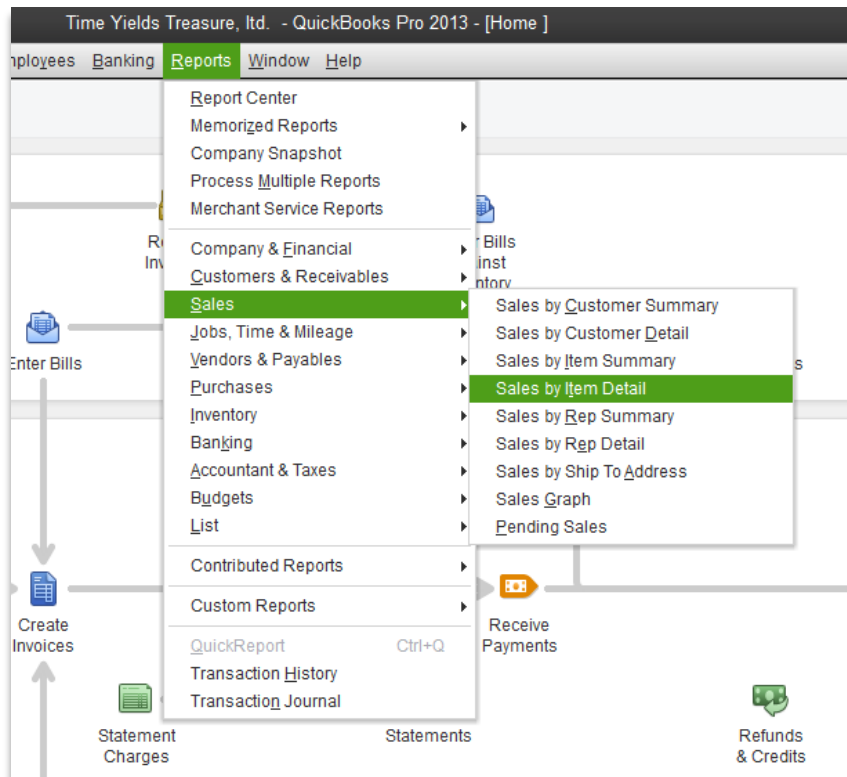 Time Yields Treasure, ltd. - QuickBooks Pro 2013 - [Home ]
Banking Reports Window Help
Report Center
Memorized Reports
Company Snapshot
Process Multiple Reports
Merchant Service Reports
Company & Financial
Customers & Receivables
Sales
Jobs, Time & Mileage
Vendors & Payables
Purchases
Inventory
Banking
Accountant & Taxes
Budgets
List
Contributed Reports
Custom Reports
QuickReport Ctrl+Q
Transaction History
Transaction Journal
Sales by Customer Summary
Sales by Customer Detail
Sales by Item Summary
Sales by Item Detail
Sales by Rep Summary
Sales by Rep Detail
Sales by Ship To Address
Sales Graph
Pending Sales
Bills
Enter Bills
Create
Invoices
Receive
Payments
Statement
Charges
Statements
Refunds
& Credits